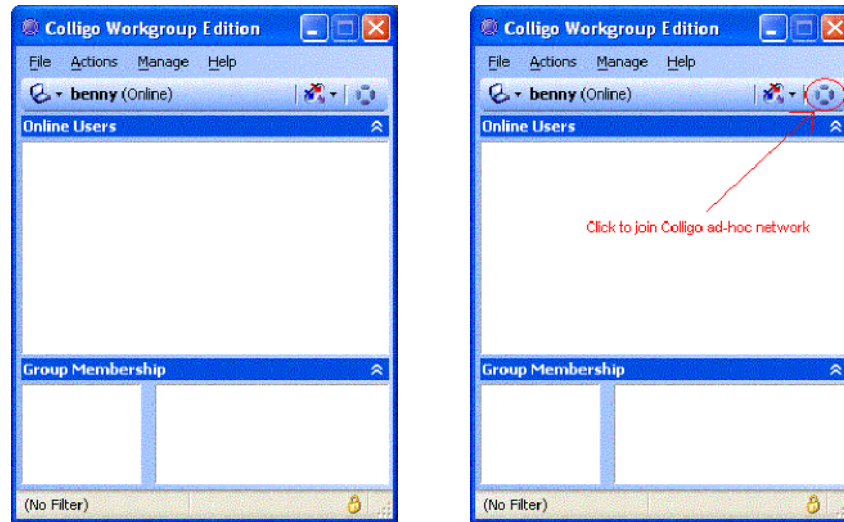 Colligo Workgroup Edition
File Actions Manage Help
benny (Online)
Online Users
Group Membership
(No Filter)
Colligo Workgroup Edition
File Actions Manage Help
benny (Online)
Online Users
Click to join Colligo ad-hoc network
Group Membership
(No Filter)